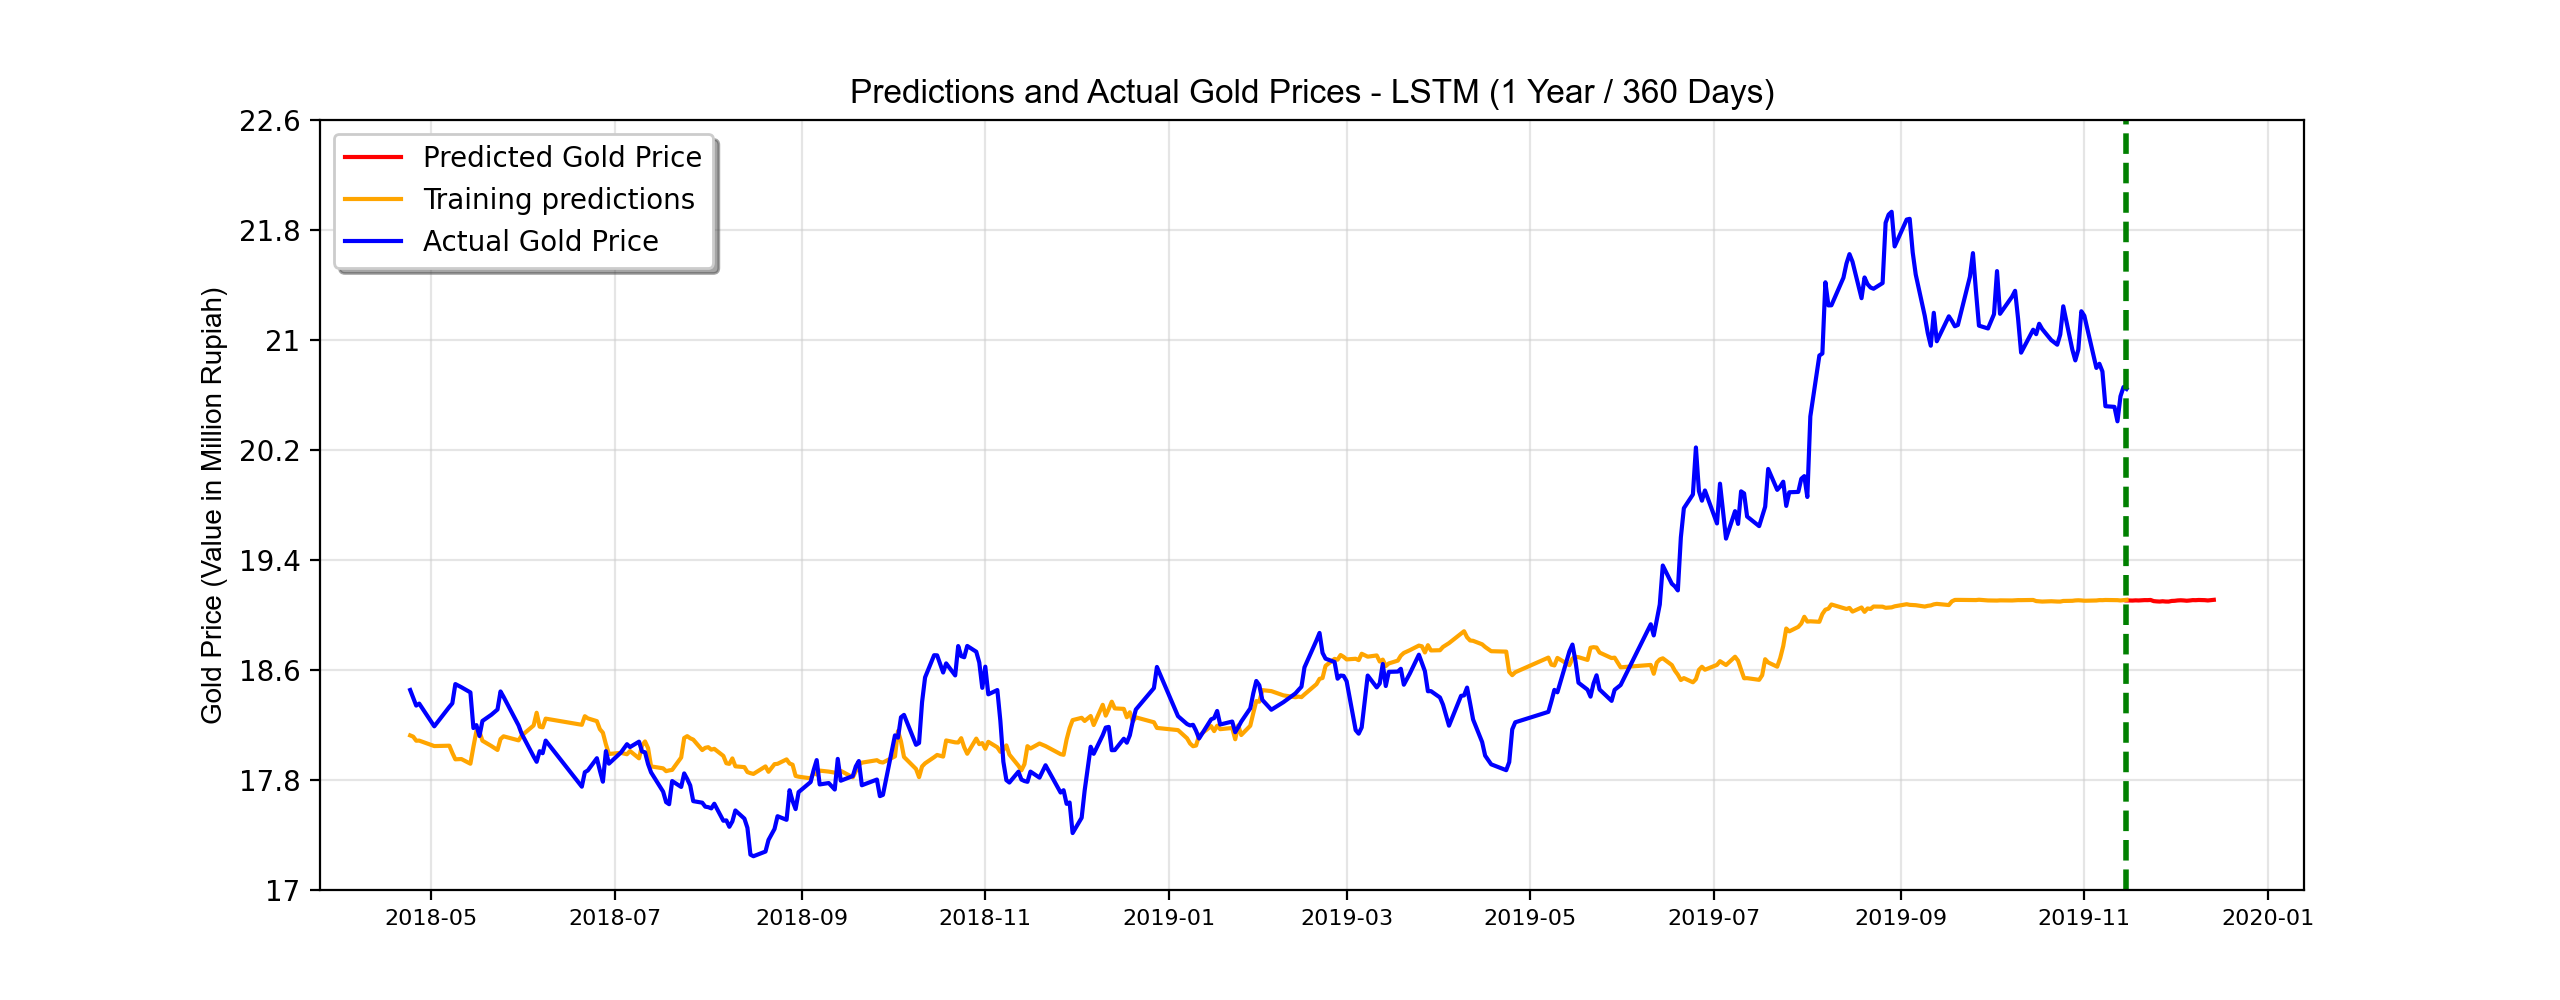 Predictions and Actual Gold Prices - LSTM (1 Year / 360 Days)
Predicted Gold Price
Training predictions
Actual Gold Price
Gold Price (Value in Million Rupiah)
22.6
21.8
21
20.2
19.4
18.6
17.8
17
2018-05 2018-07 2018-09 2018-11 2019-01 2019-03 2019-05 2019-07 2019-09 2019-11 2020-01